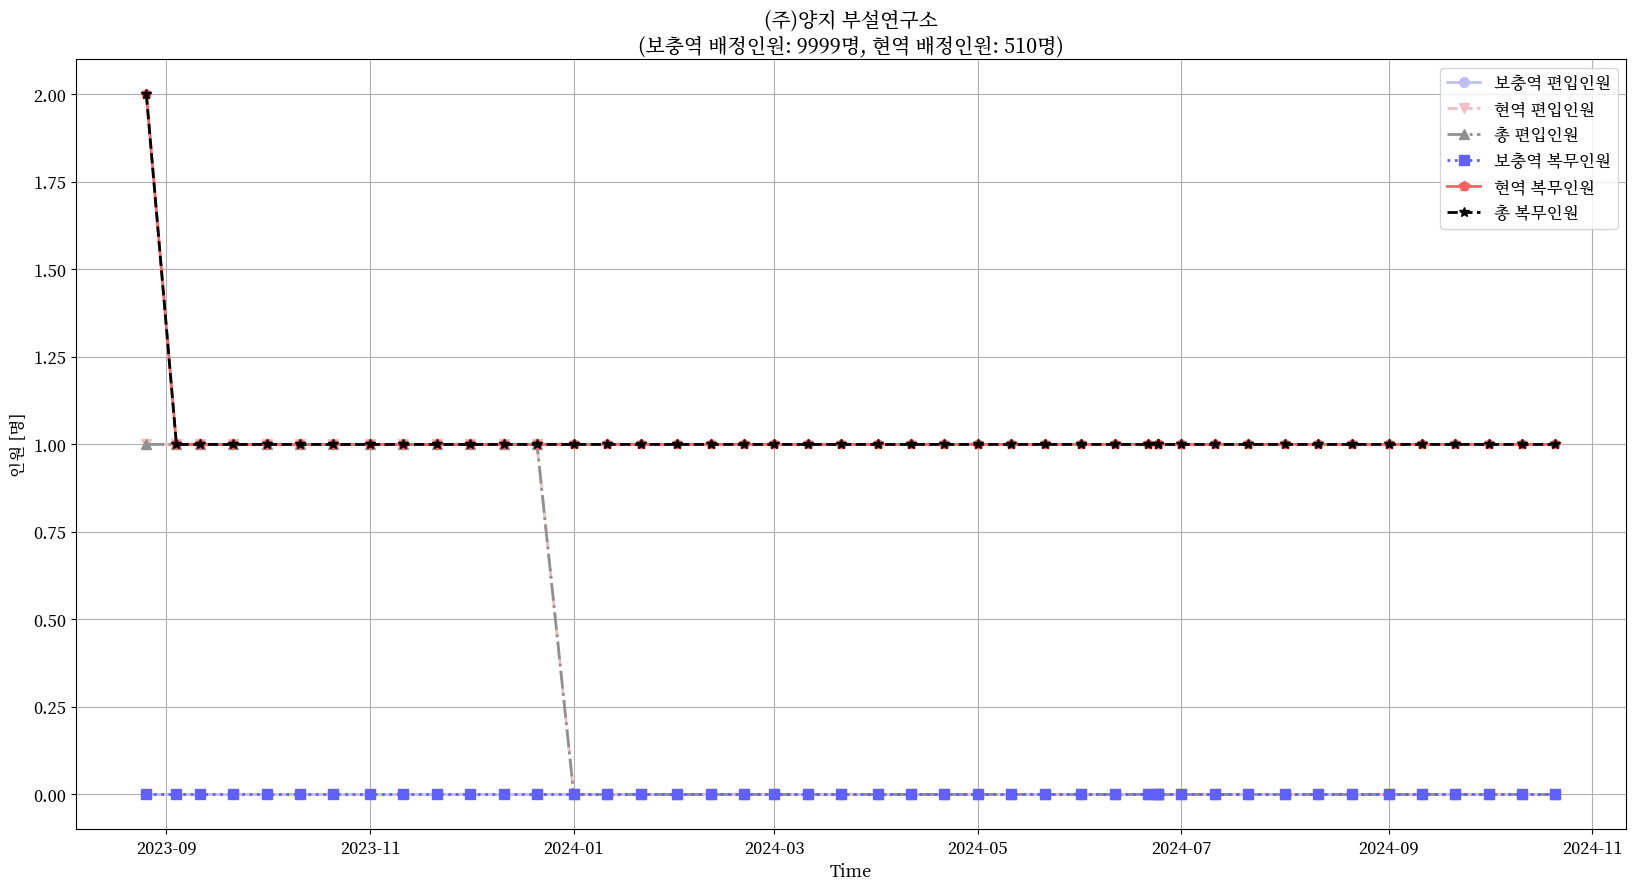 (주)양지 부설연구소
(보충역 배정인원: 9999명, 현역 배정인원: 510명)
보충역 편입인원
현역 편입인원
총 편입인원
보충역 복무인원
현역 복무인원
총 복무인원
2.00
1.75
1.50
1.25
1.00
0.75
0.50
0.25
0.00
인원 [명]
2023-09
2023-11
2024-01
2024-03
2024-05
2024-07
2024-09
2024-11
Time